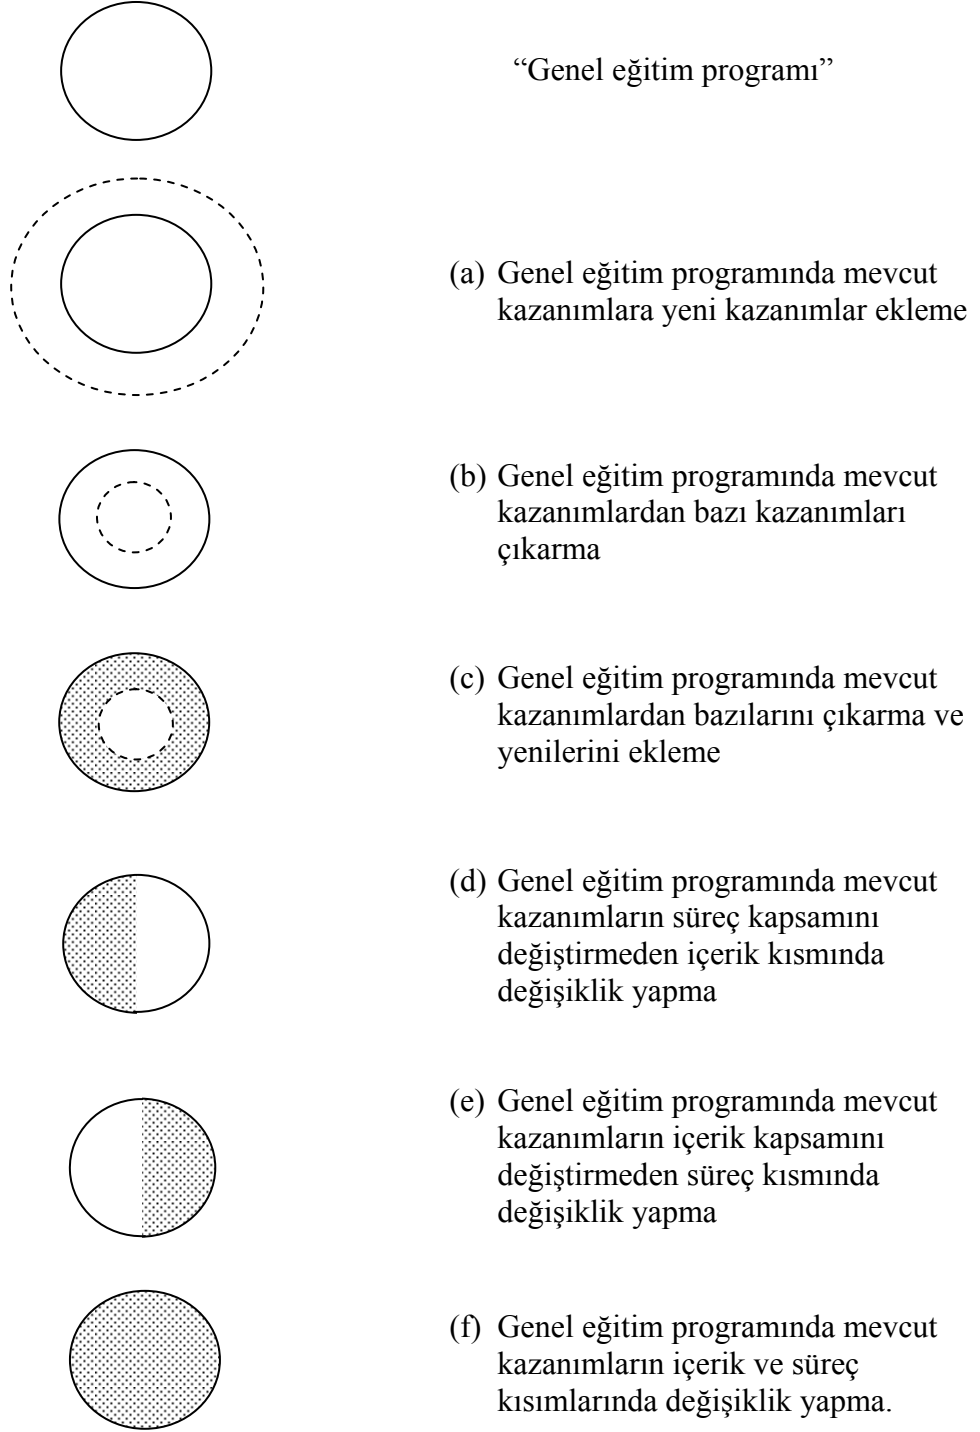 “Genel eğitim programı”
(a) Genel eğitim programında mevcut
kazanımlara yeni kazanımlar ekleme
(b) Genel eğitim programında mevcut
kazanımlardan bazı kazanımları
çıkarma
(c) Genel eğitim programında mevcut
kazanımlardan bazılarını çıkarma ve
yenilerini ekleme
(d) Genel eğitim programında mevcut
kazanımların süreç kapsamını
değiştirmeden içerik kısmında
değişiklik yapma
(e) Genel eğitim programında mevcut
kazanımların içerik kapsamını
değiştirmeden süreç kısmında
değişiklik yapma
(f) Genel eğitim programında mevcut
kazanımların içerik ve süreç
kısımlarında değişiklik yapma.